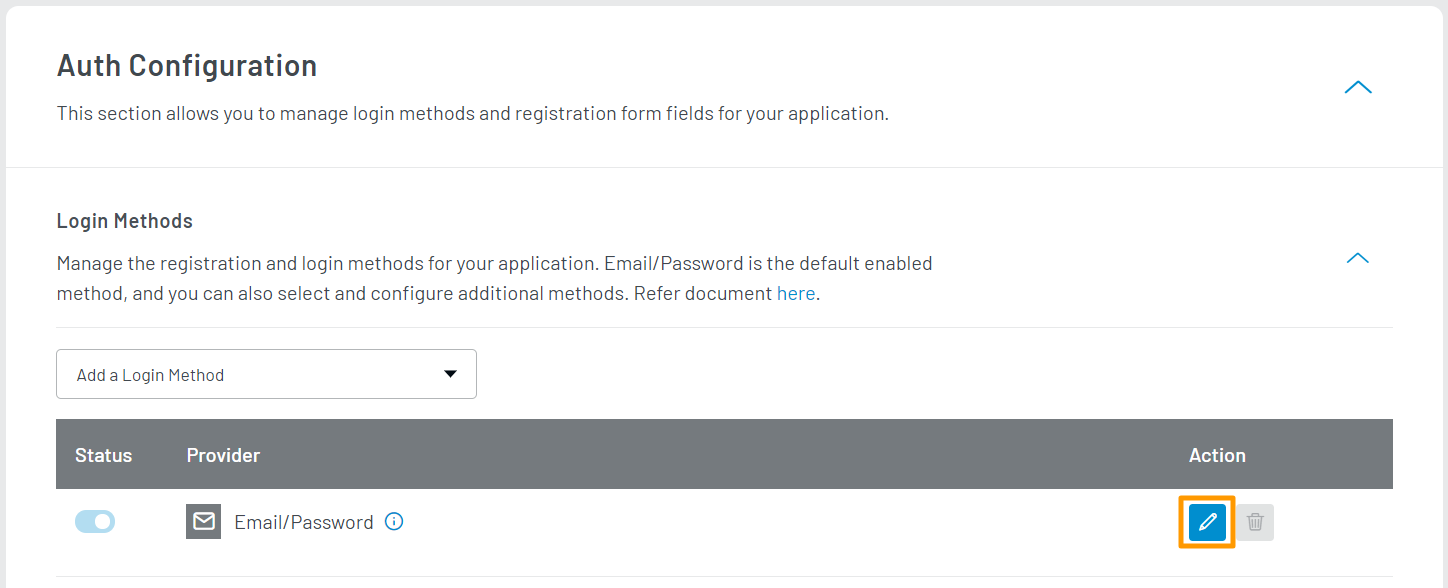 Auth Configuration
This section allows you to manage login methods and registration form fields for your application.
Login Methods
Manage the registration and login methods for your application. Email/Password is the default enabled
method, and you can also select and configure additional methods. Refer document here.
Add a Login Method
Status Provider Action
Email/Password